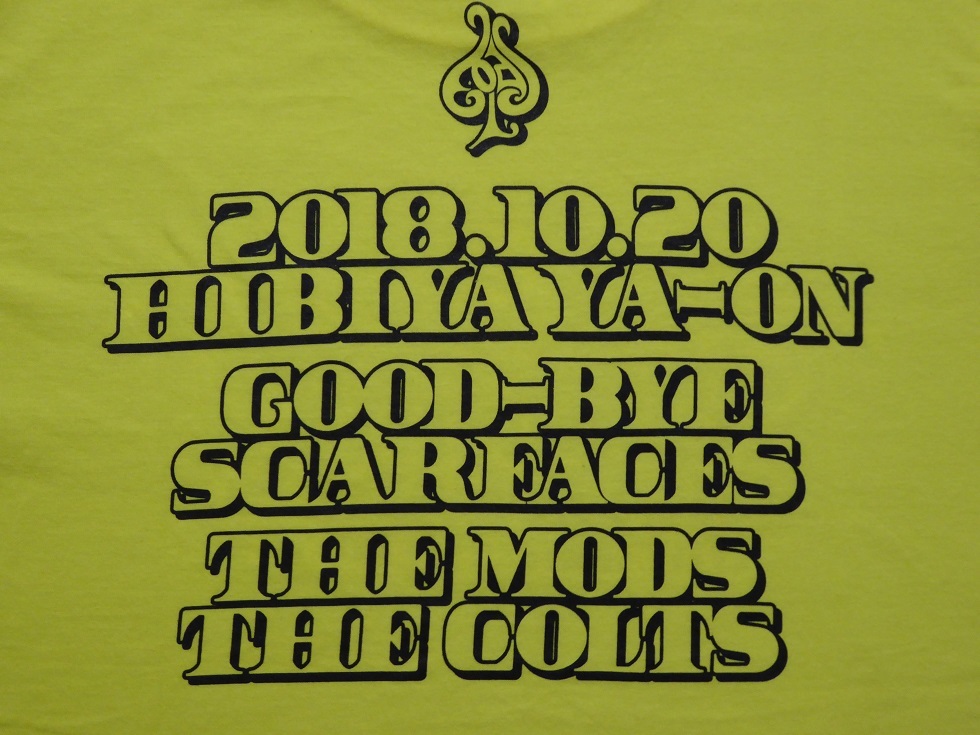 2018.10.20
HIBIYA YA-ON
GOOD-BYE
SCARFACES
THE MODS
THE COLTS